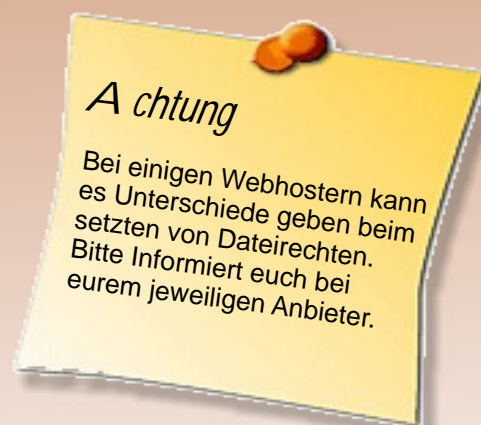 A chtung
Bei einigen Webhostern kann
es Unterschiede geben beim
setzten von Dateirechten.
Bitte Informiert euch bei
eurem jeweiligen Anbieter.